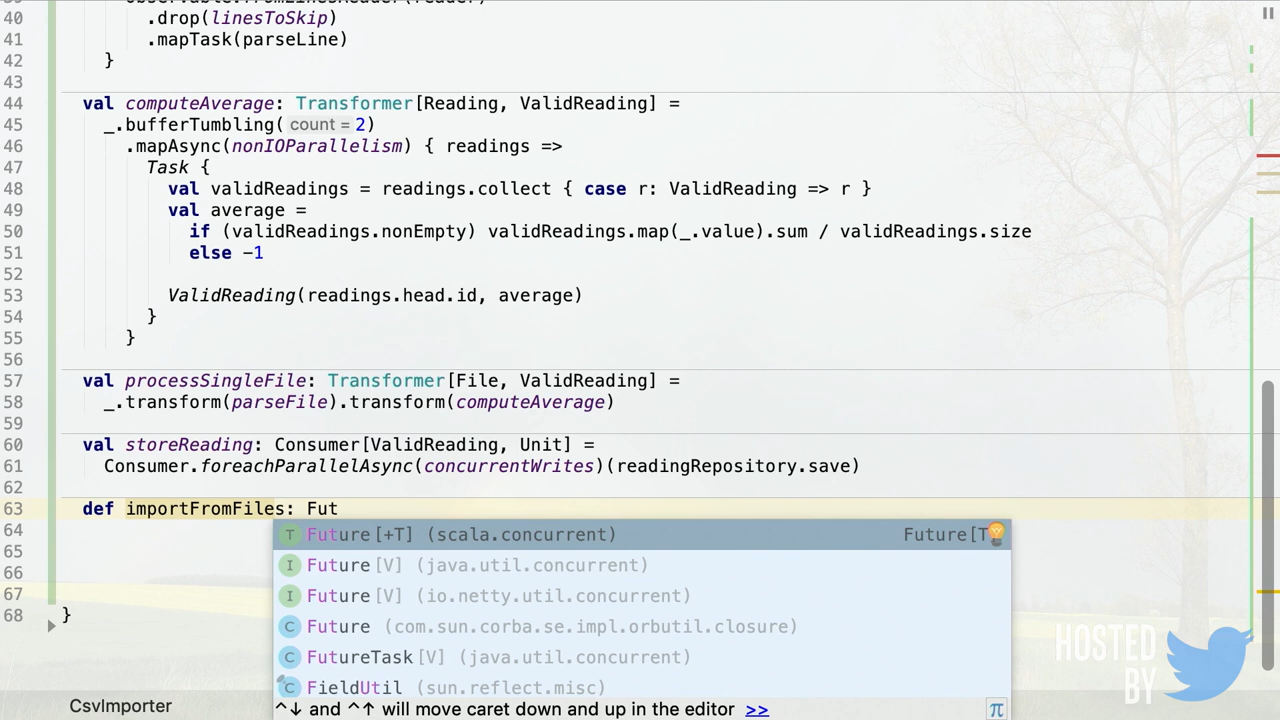 40 .drop(linesToSkip)
41 .mapTask(parseLine)
42 }
43
44 val computeAverage: Transformer[Reading, ValidReading] =
45 _.bufferTumbling( count = 2)
46 .mapAsync(nonIOParallelism) { readings =>
47 Task {
48 val validReadings = readings.collect { case r: ValidReading => r }
49 val average =
50 if (validReadings.nonEmpty) validReadings.map(_.value).sum / validReadings.size
51 else -1
52
53 ValidReading(readings.head.id, average)
54 }
55 }
56
57 val processSingleFile: Transformer[File, ValidReading] =
58 _.transform(parseFile).transform(computeAverage)
59
60 val storeReading: Consumer[ValidReading, Unit] =
61 Consumer.foreachParallelAsync(concurrentWrites)(readingRepository.save)
62
63 def importFromFiles: Fut
64
T Future[+T] (scala.concurrent) Future[T
65
I Future[V] (java.util.concurrent)
66
I Future[V] (io.netty.util.concurrent)
67
68 }
C Future (com.sun.corba.se.impl.orbutil.closure)
C FutureTask[V] (java.util.concurrent)
C FieldUtil (sun.reflect.misc)
^↓ and ^↑ will move caret down and up in the editor >> π
CsvImporter
HOSTED
BY